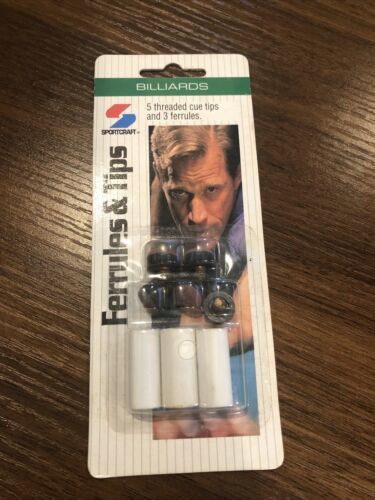 BILLIARDS
5 threaded cue tips
and 3 ferrules.
SPORTCRAFT®
Ferrules & Tips